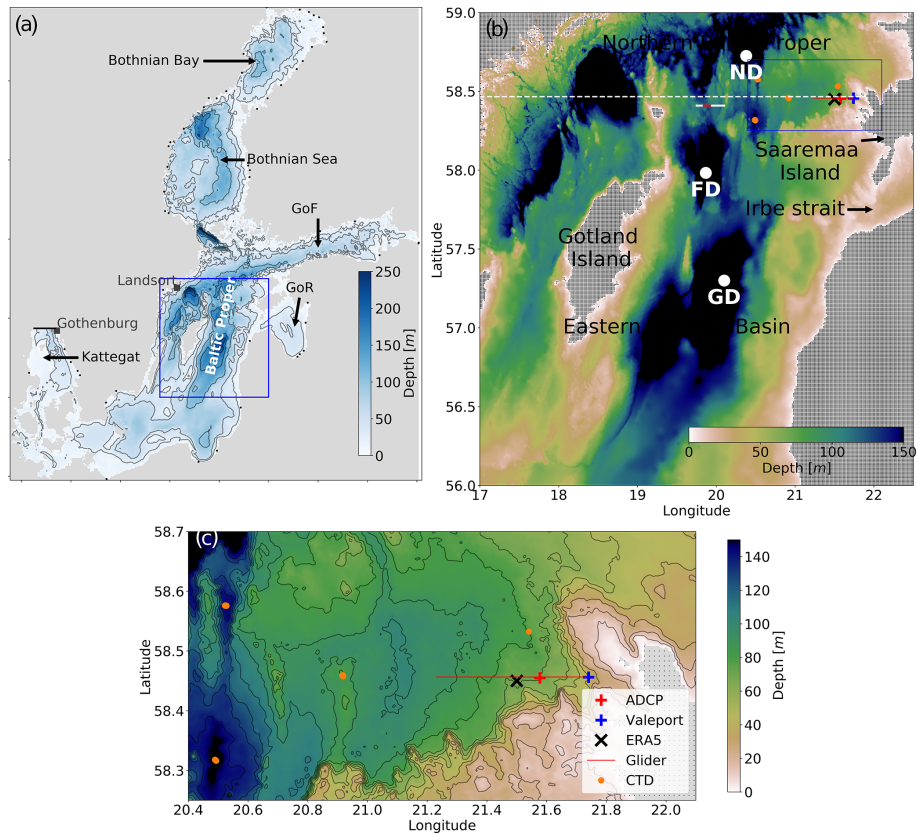 (a)
Bothnian Bay
Bothnian Sea
GoF
Landsort
GoR
Gothenburg
Kattegat
Baltic Proper
250
200
150
100
50
0
Depth [m]
(b)
59.0
58.5
58.0
57.5
57.0
56.5
56.0
Latitude
Northern
roper
ND
Saaremaa
Island
FD
Irbe strait
Gotland
Island
GD
Eastern
Basin
0 50 100 150
Depth [m]
17 18 19 20 21 22
Longitude
(c)
58.7
58.6
58.5
58.4
58.3
Latitude
ADCP
Valeport
ERA5
Glider
CTD
20.4 20.6 20.8 21.0 21.2 21.4 21.6 21.8 22.0
Longitude
140
120
100
80
60
40
20
0
Depth [m]